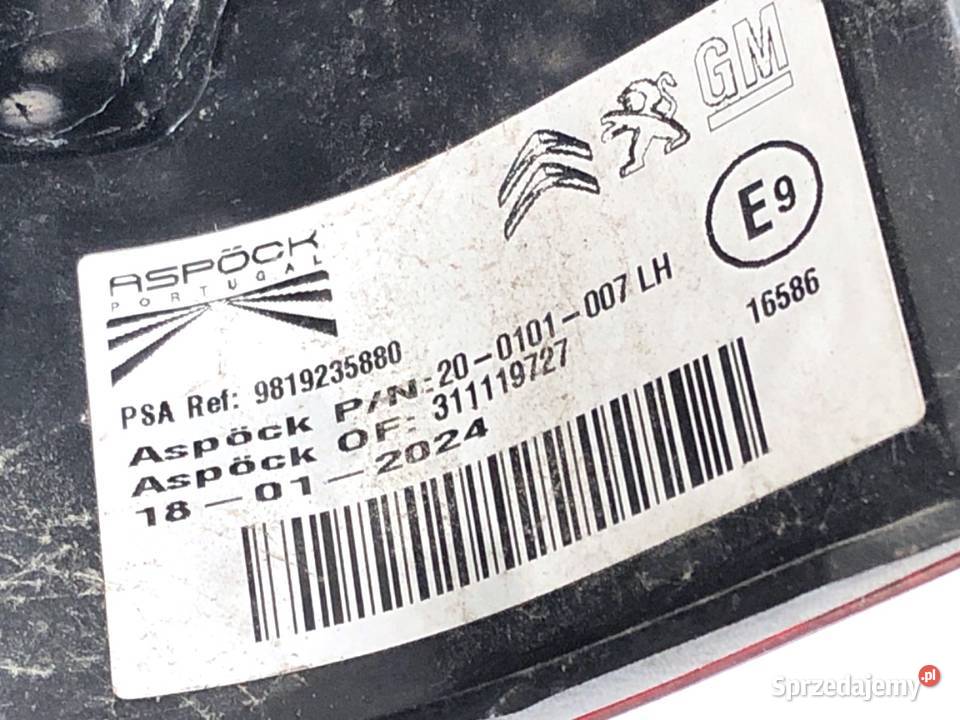 GM
E9
ASPÖCK
PORTUGAL
16586
PSA Ref: 9819235880
Aspöck P/N:20-0101-007 LH
Aspöck OF: 311119727
18-01-2024
Sprzedajemy.pl